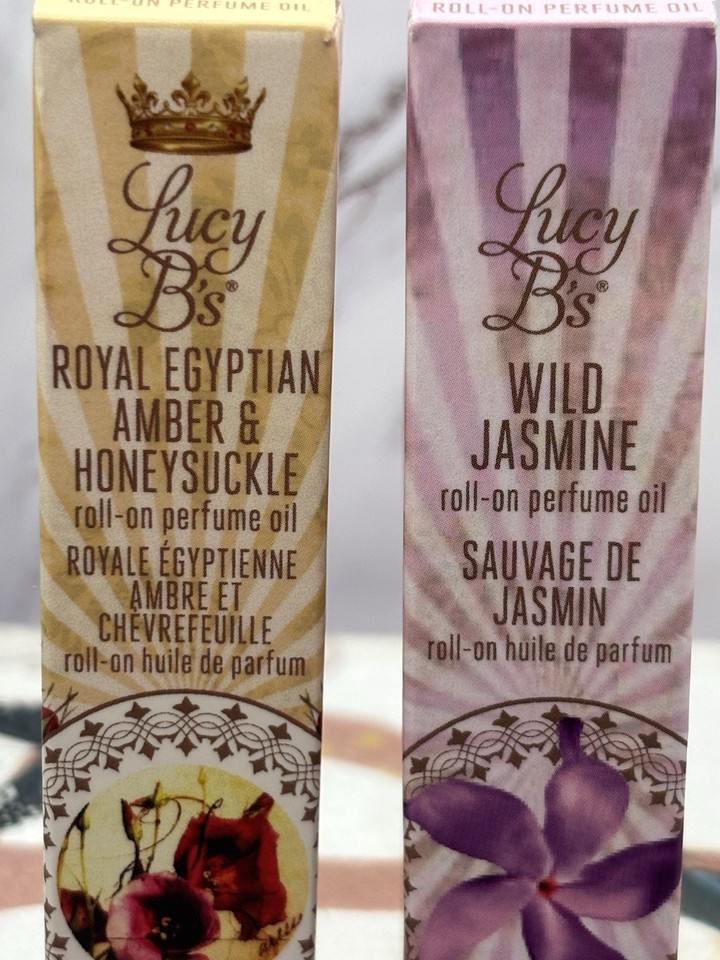 ROLL-ON PERFUME OIL
Lucy
B's®
ROYAL EGYPTIAN
AMBER &
HONEYSUCKLE
roll-on perfume oil
ROYALE ÉGYPTIENNE
AMBRE ET
CHÈVREFEUILLE
roll-on huile de parfum
ROLL-ON PERFUME OIL
Lucy
B's®
WILD
JASMINE
roll-on perfume oil
SAUVAGE DE
JASMIN
roll-on huile de parfum